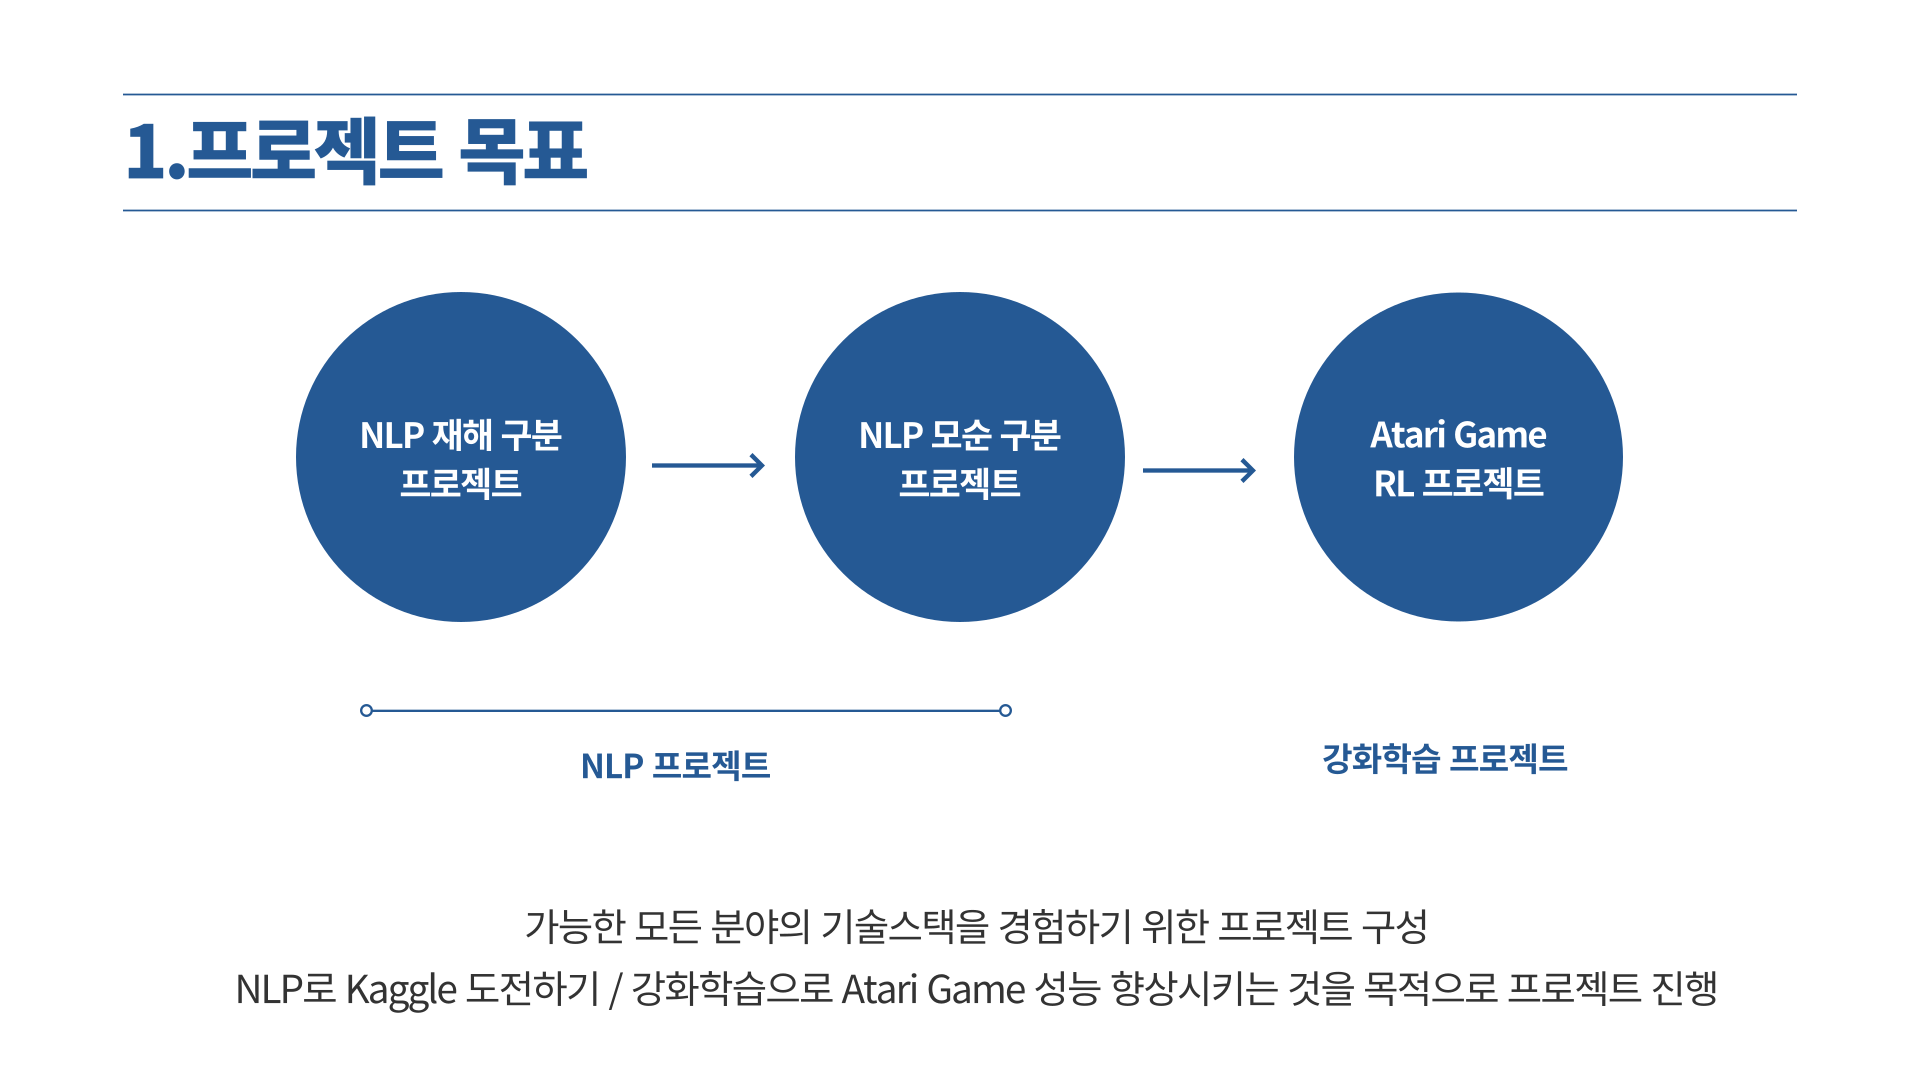 1.프로젝트 목표
NLP 재해 구분
프로젝트
NLP 모순 구분
프로젝트
Atari Game
RL 프로젝트
NLP 프로젝트
강화학습 프로젝트
가능한 모든 분야의 기술스택을 경험하기 위한 프로젝트 구성
NLP로 Kaggle 도전하기 / 강화학습으로 Atari Game 성능 향상시키는 것을 목적으로 프로젝트 진행